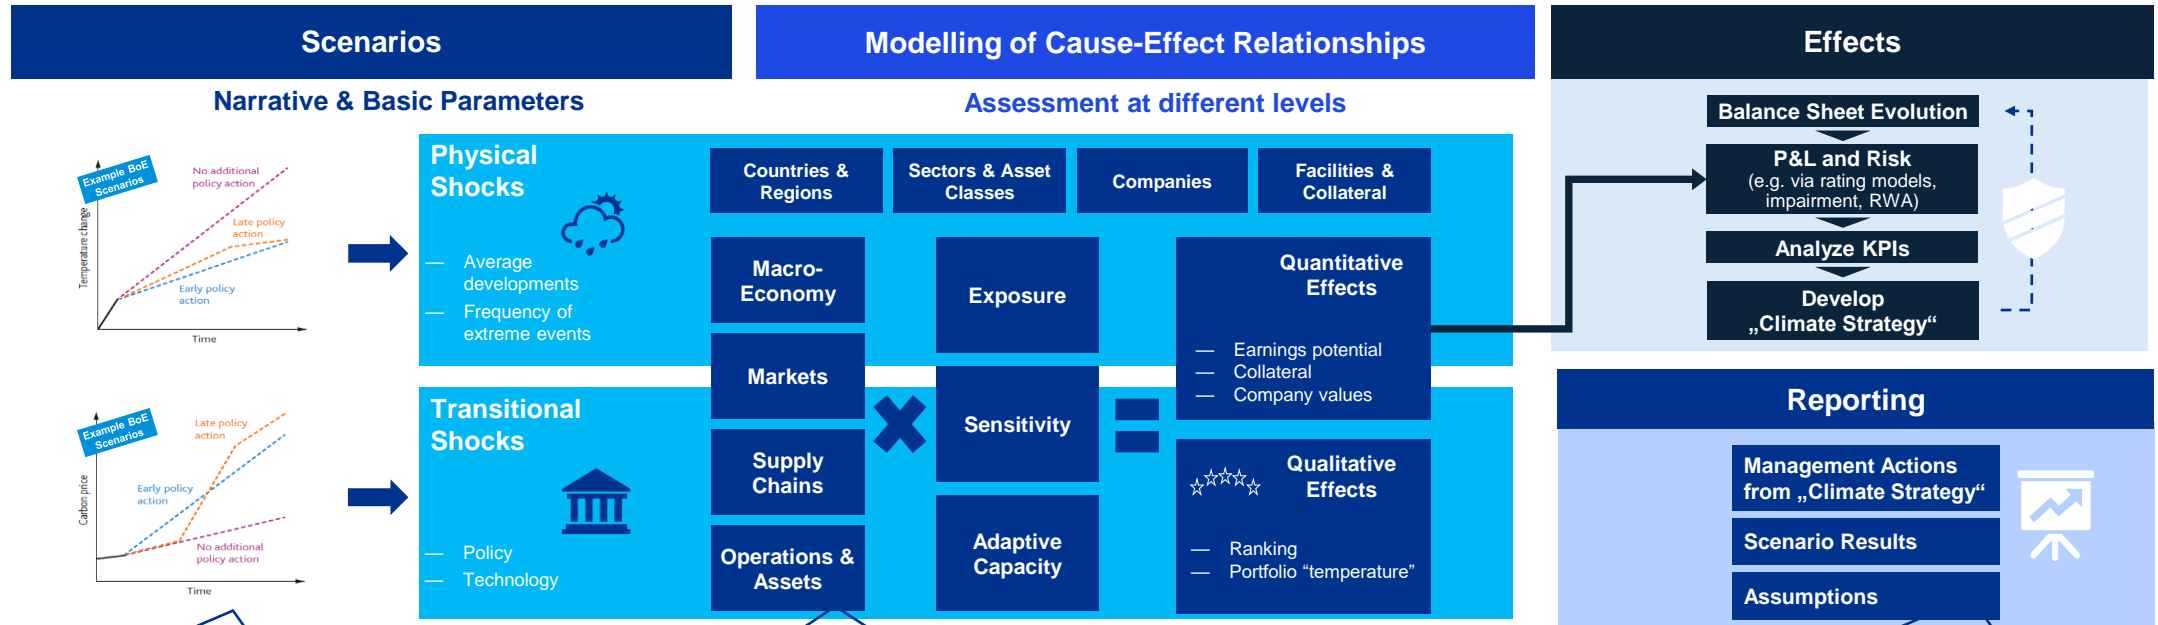 Scenarios
Narrative & Basic Parameters
Example BoE
Scenarios
Temperature change
No additional
policy action
Late policy
action
Early policy
action
Time
Example BoE
Scenarios
Carbon price
Late policy
action
Early policy
action
No additional
policy action
Time
Modelling of Cause-Effect Relationships
Assessment at different levels
Physical
Shocks
— Average
developments
— Frequency of
extreme events
Transitional
Shocks
— Policy
— Technology
Countries &
Regions
Sectors & Asset
Classes
Companies
Facilities &
Collateral
Macro-
Economy
Markets
Supply
Chains
Operations &
Assets
Exposure
Sensitivity
Adaptive
Capacity
Quantitative
Effects
— Earnings potential
— Collateral
— Company values
Qualitative
Effects
— Ranking
— Portfolio “temperature”
Effects
Balance Sheet Evolution
P&L and Risk
(e.g. via rating models,
impairment, RWA)
Analyze KPIs
Develop
„Climate Strategy“
Reporting
Management Actions
from „Climate Strategy“
Scenario Results
Assumptions